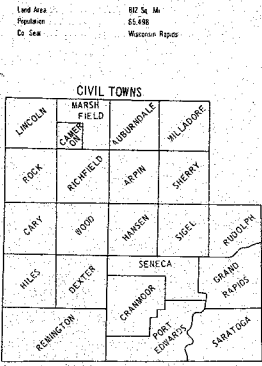 Land Area 812 Sq. Mi.
Population 65,498
Co Seat Wisconsin Rapids
CIVIL TOWNS
LINCOLN
MARSH
FIELD
AUBURNDALE
MILLADORE
CAMER
ON
ROCK
RICHFIELD
ARPIN
SHERRY
CARY
WOOD
HANSEN
SIGEL
RUDOLPH
HILES
DEXTER
SENECA
CRANMOOR
GRAND
RAPIDS
REMINGTON
PORT
EDWARDS
SARATOGA